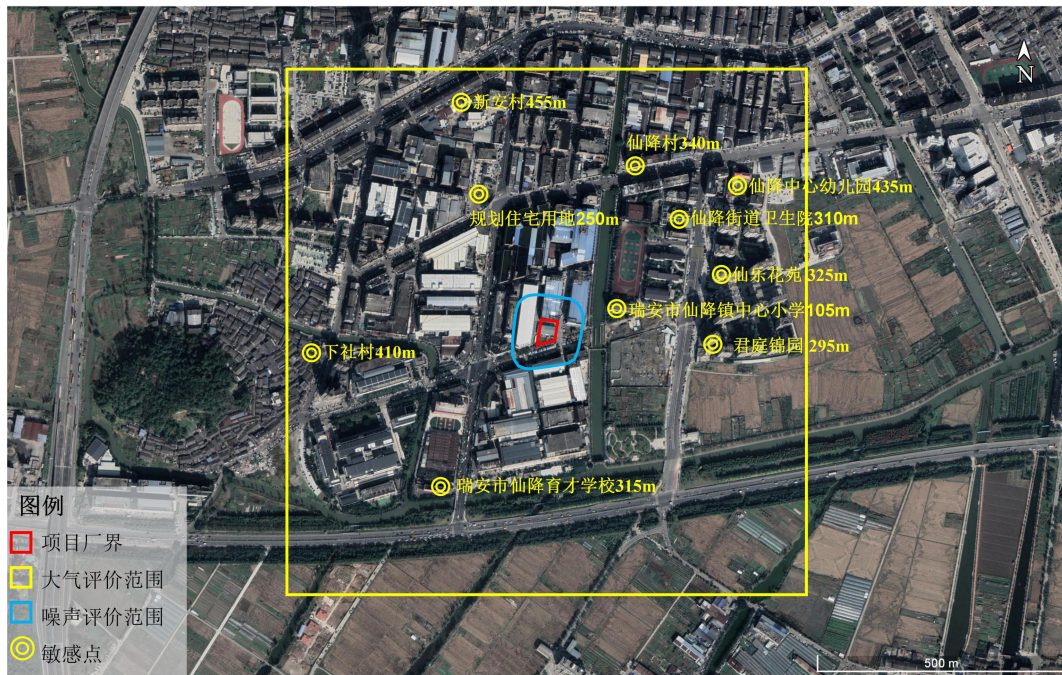 N
新安村455m
仙降村340m
仙降中心幼儿园435m
规划住宅用地250m
仙降街道卫生院310m
仙乐花苑 325m
瑞安市仙降镇中心小学105m
君庭锦园 295m
下社村410m
瑞安市仙降育才学校315m
图例
项目厂界
大气评价范围
噪声评价范围
敏感点
500 m